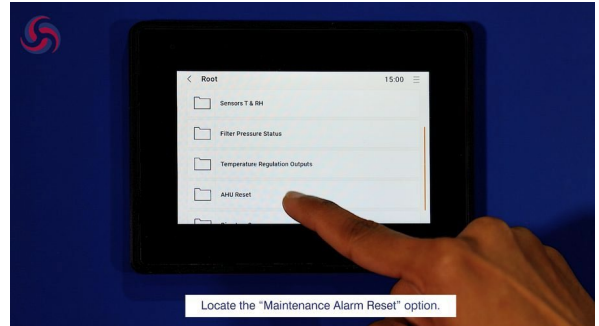 Root
15:00
Sensors T & RH
Filter Pressure Status
Temperature Regulation Outputs
AHU Reset
Locate the “Maintenance Alarm Reset” option.